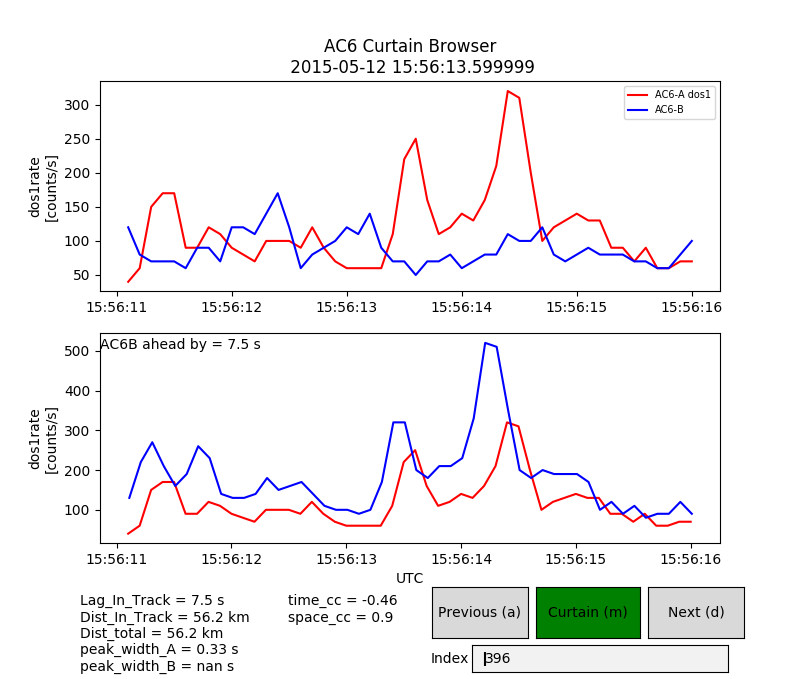 AC6 Curtain Browser
2015-05-12 15:56:13.599999
dos1rate
[counts/s]
300
250
200
150
100
50
AC6-A dos1
AC6-B
15:56:11 15:56:12 15:56:13 15:56:14 15:56:15 15:56:16
AC6B ahead by = 7.5 s
dos1rate
[counts/s]
500
400
300
200
100
15:56:11 15:56:12 15:56:13 15:56:14 15:56:15 15:56:16
UTC
Lag_In_Track = 7.5 s
Dist_In_Track = 56.2 km
Dist_total = 56.2 km
peak_width_A = 0.33 s
peak_width_B = nan s
time_cc = -0.46
space_cc = 0.9
Previous (a) Curtain (m) Next (d)
Index 396